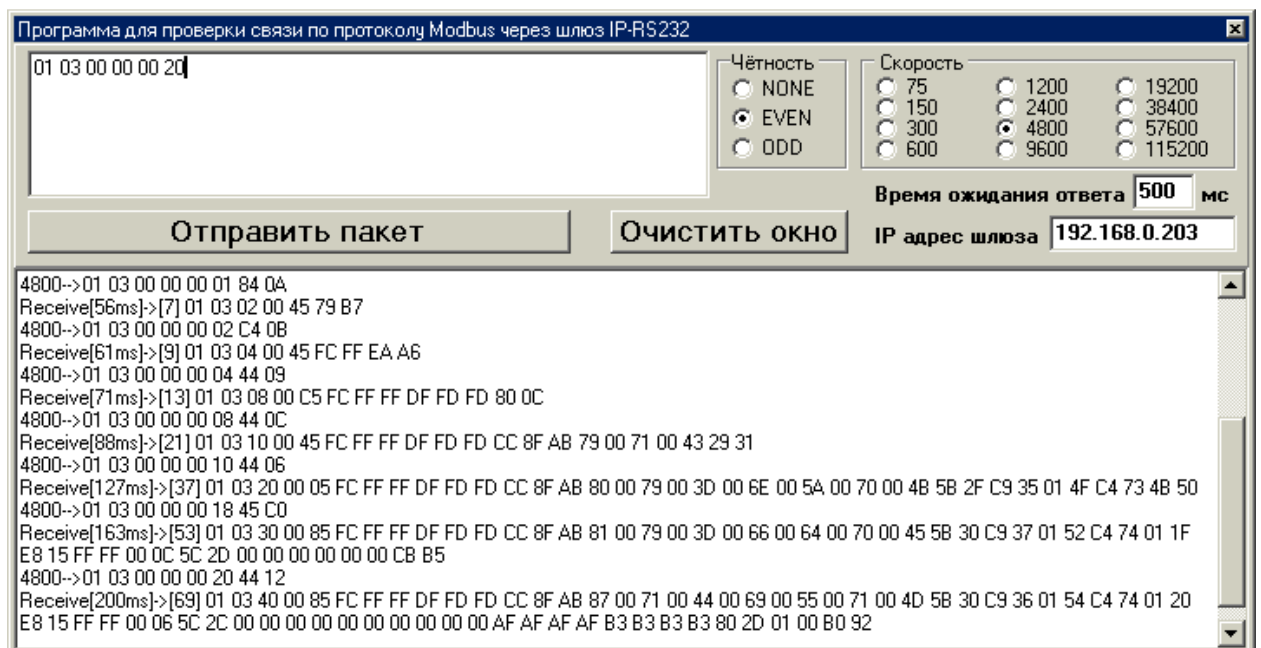 Программа для проверки связи по протоколу Modbus через шлюз IP-RS232
01 03 00 00 00 20
Чётность
NONE
EVEN
ODD
Скорость
75 1200 19200
150 2400 38400
300 4800 57600
600 9600 115200
Время ожидания ответа 500 мс
Отправить пакет Очистить окно IP адрес шлюза 192.168.0.203
4800-->01 03 00 00 00 01 84 0A
Receive[56ms]->[7] 01 03 02 00 45 79 B7
4800-->01 03 00 00 00 02 C4 0B
Receive[61ms]->[9] 01 03 04 00 45 FC FF EA A6
4800-->01 03 00 00 00 04 44 09
Receive[71ms]->[13] 01 03 08 00 C5 FC FF FF DF FD FD 80 0C
4800-->01 03 00 00 00 08 44 0C
Receive[88ms]->[21] 01 03 10 00 45 FC FF FF DF FD FD CC 8F AB 79 00 71 00 43 29 31
4800-->01 03 00 00 00 10 44 06
Receive[127ms]->[37] 01 03 20 00 05 FC FF FF DF FD FD CC 8F AB 80 00 79 00 3D 00 6E 00 5A 00 70 00 4B 5B 2F C9 35 01 4F C4 73 4B 50
4800-->01 03 00 00 00 18 45 C0
Receive[163ms]->[53] 01 03 30 00 85 FC FF FF DF FD FD CC 8F AB 81 00 79 00 3D 00 66 00 64 00 70 00 45 5B 30 C9 37 01 52 C4 74 01 1F
E8 15 FF FF 00 0C 5C 2D 00 00 00 00 00 00 CB B5
4800-->01 03 00 00 00 20 44 12
Receive[200ms]->[69] 01 03 40 00 85 FC FF FF DF FD FD CC 8F AB 87 00 71 00 44 00 69 00 55 00 71 00 4D 5B 30 C9 36 01 54 C4 74 01 20
E8 15 FF FF 00 06 5C 2C 00 00 00 00 00 00 00 00 00 00 AF AF AF AF B3 B3 B3 B3 80 2D 01 00 B0 92